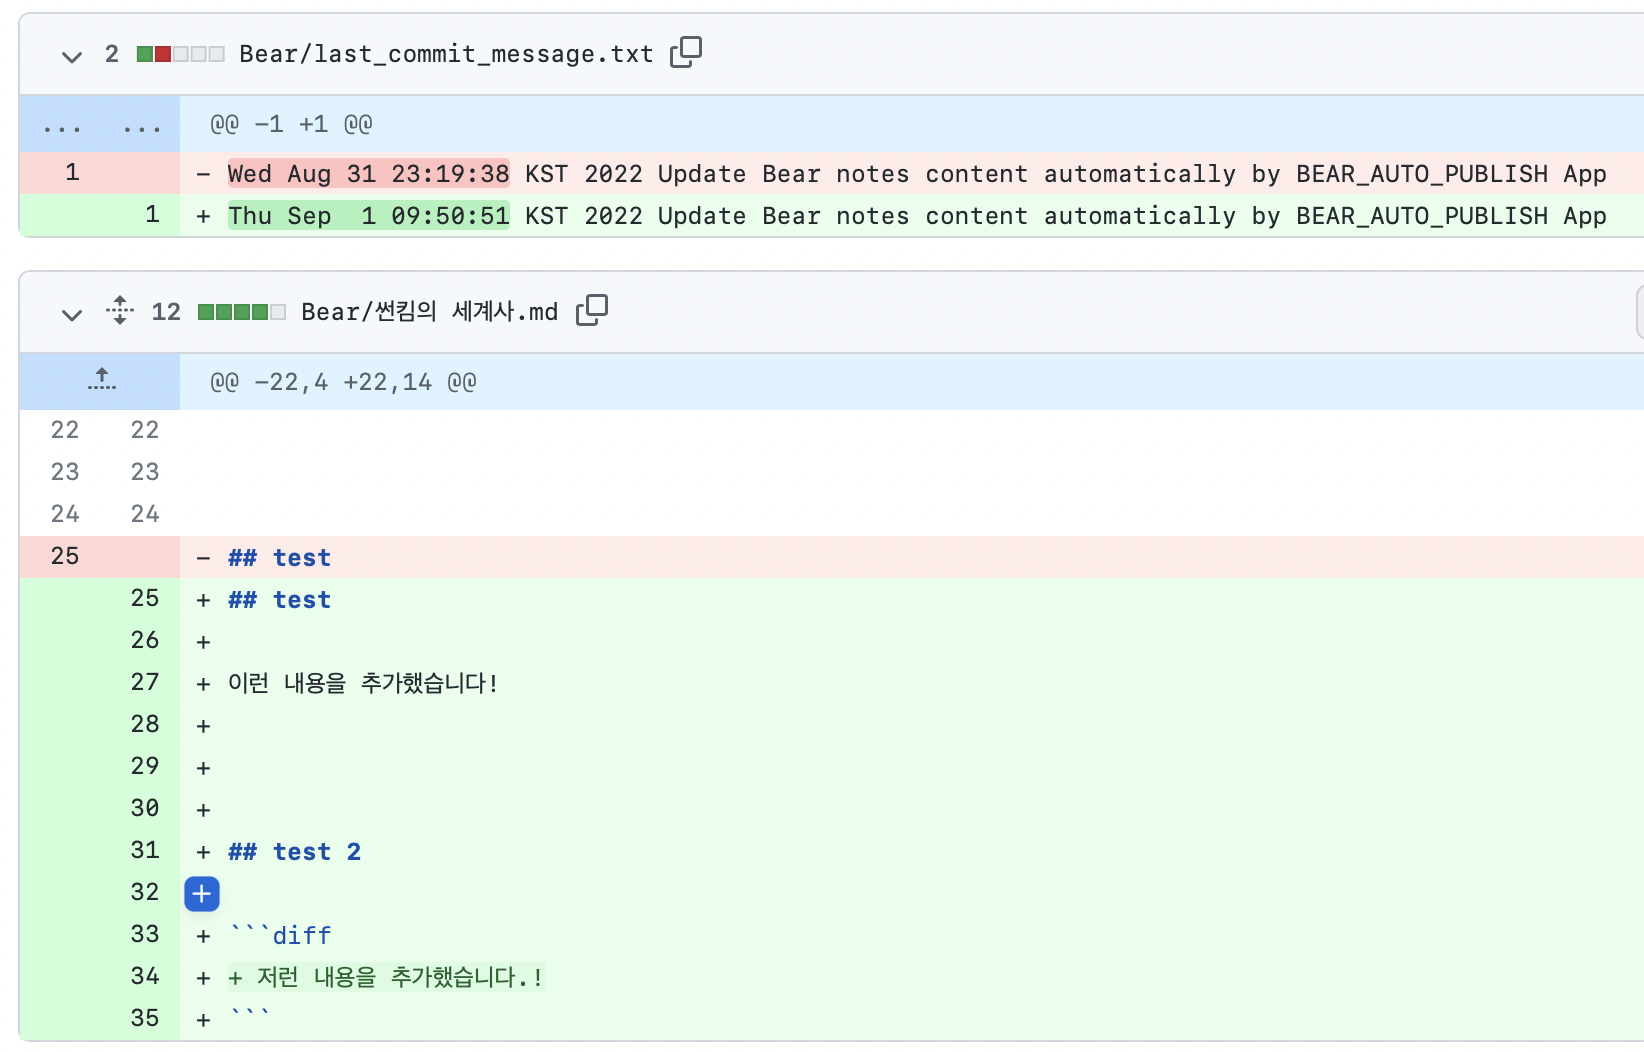 2 Bear/last_commit_message.txt
... ... @@ -1 +1 @@
1 - Wed Aug 31 23:19:38 KST 2022 Update Bear notes content automatically by BEAR_AUTO_PUBLISH App
1 + Thu Sep  1 09:50:51 KST 2022 Update Bear notes content automatically by BEAR_AUTO_PUBLISH App
12 Bear/썬킴의 세계사.md
@@ -22,4 +22,14 @@
22 22
23 23
24 24
25 - ## test
25 + ## test
26 +
27 + 이런 내용을 추가했습니다!
28 +
29 +
30 +
31 + ## test 2
32 +
33 + ```diff
34 + + 저런 내용을 추가했습니다.!
35 + ```